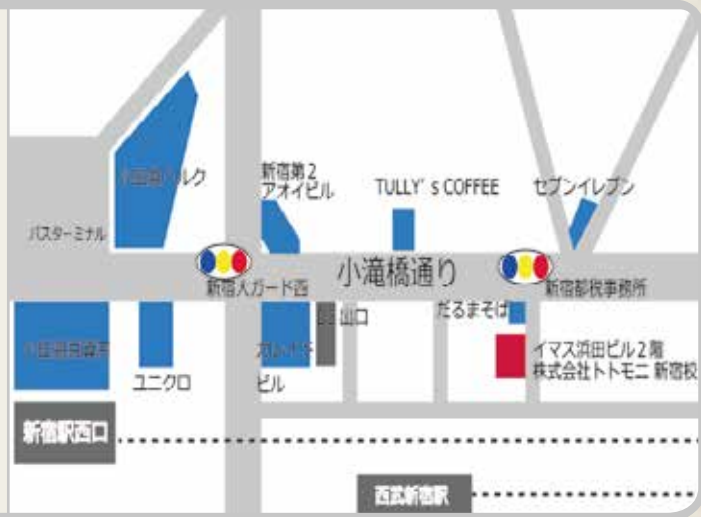 新宿第2
アオイビル
TULLY' s COFFEE
セブンイレブン
バスターミナル
小滝橋通り
新宿大ガード西
新宿都税事務所
出口
だるまそば
イマス浜田ビル2階
株式会社トトモニ 新宿校
ユニクロ
ビル
新宿駅西口
西武新宿駅